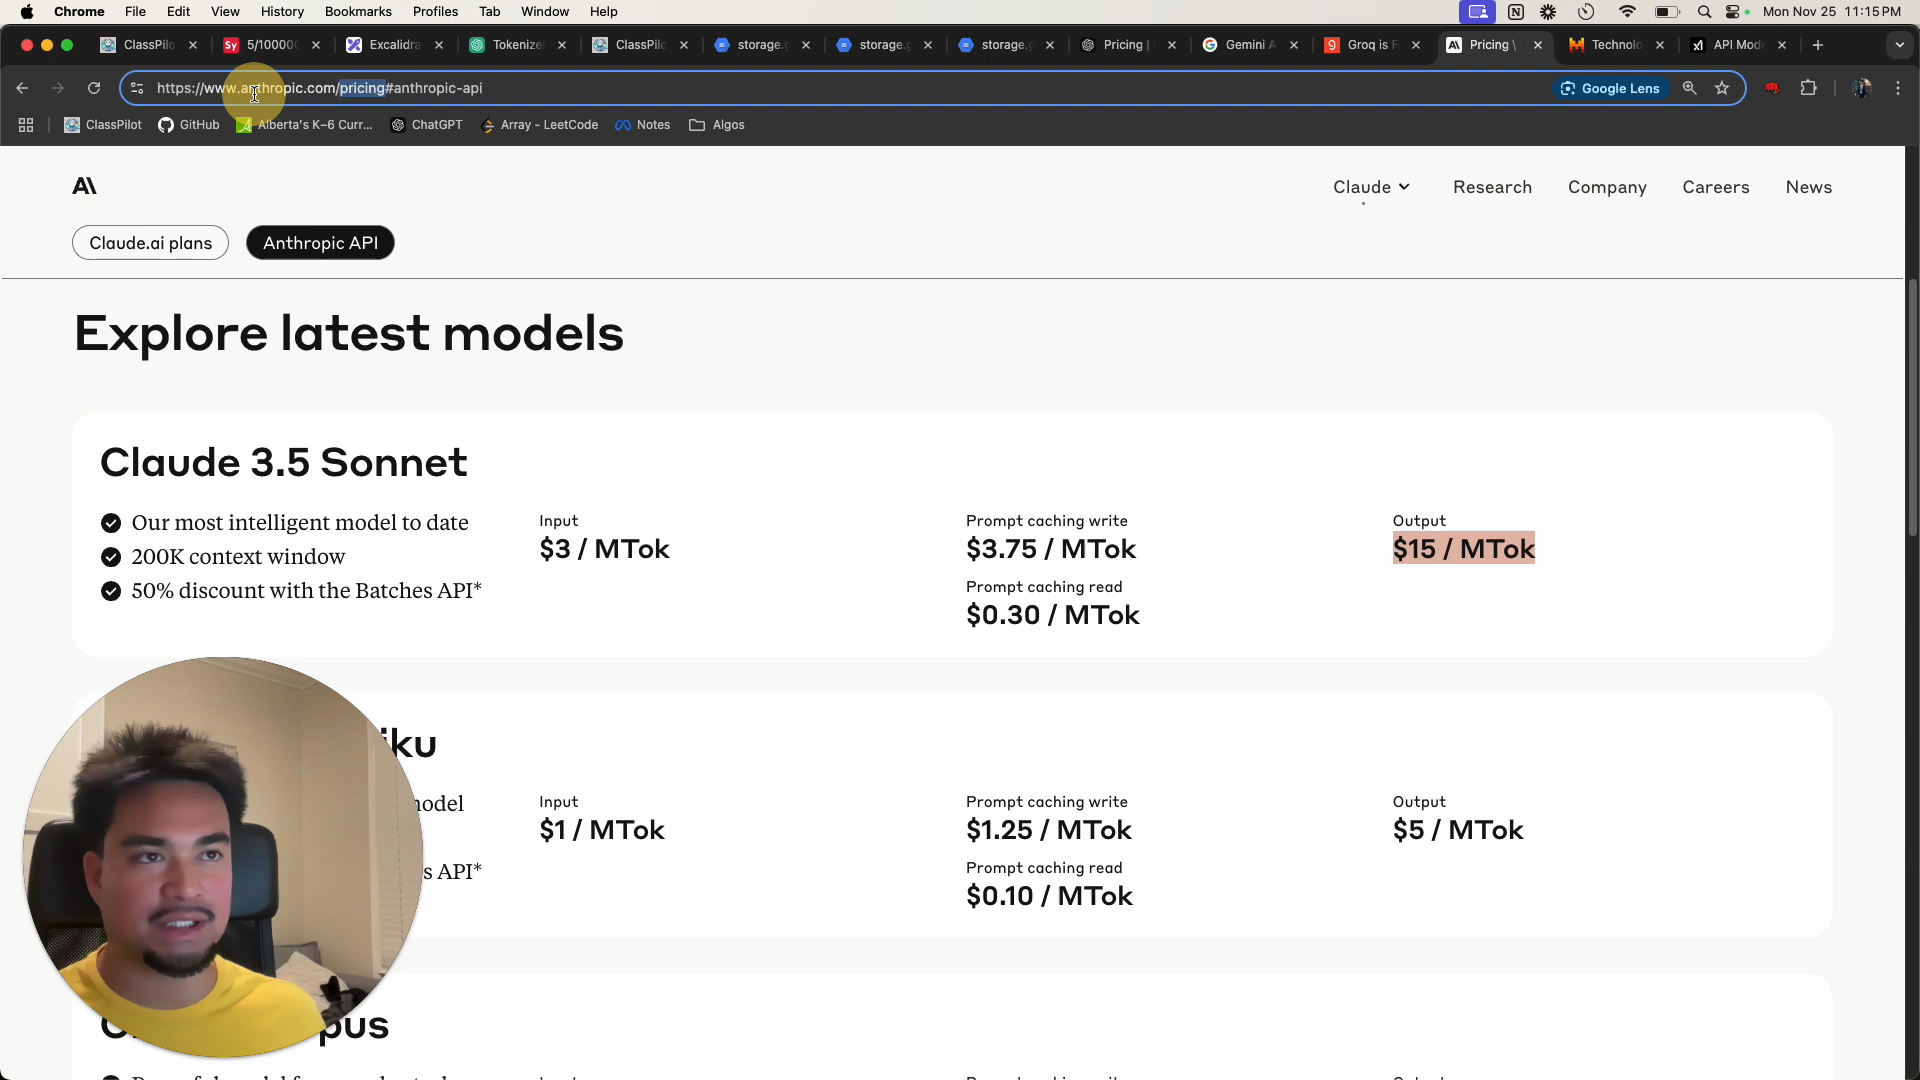 Chrome File Edit View History Bookmarks Profiles Tab Window Help Mon Nov 25 11:15 PM
ClassPilo 5/10000 Excalidra Tokenize ClassPilo storage. storage. storage. Pricing | Gemini A Groq is F Pricing \ Technolo API Mode
https://www.anthropic.com/pricing#anthropic-api Google Lens
ClassPilot GitHub Alberta's K–6 Curr... ChatGPT Array - LeetCode Notes Algos
Claude Research Company Careers News
Claude.ai plans Anthropic API
Explore latest models
Claude 3.5 Sonnet
Our most intelligent model to date
200K context window
50% discount with the Batches API*
Input
$3 / MTok
Prompt caching write
$3.75 / MTok
Prompt caching read
$0.30 / MTok
Output
$15 / MTok
iku
model
s API*
Input
$1 / MTok
Prompt caching write
$1.25 / MTok
Prompt caching read
$0.10 / MTok
Output
$5 / MTok
pus